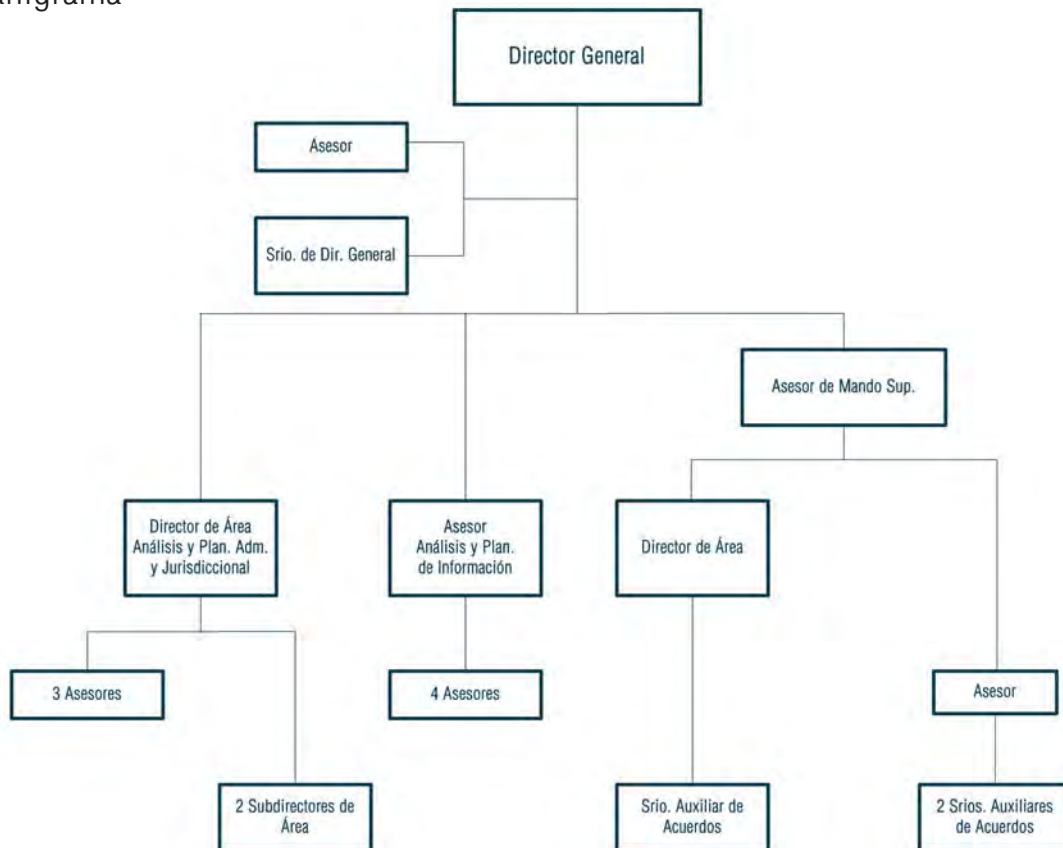 Director General
Asesor
Srio. de Dir. General
Asesor de Mando Sup.
Director de Área
Análisis y Plan. Adm.
y Jurisdiccional
Asesor
Análisis y Plan.
de Información
Director de Área
3 Asesores
4 Asesores
Asesor
2 Subdirectores de
Área
Srio. Auxiliar de
Acuerdos
2 Srios. Auxiliares
de Acuerdos